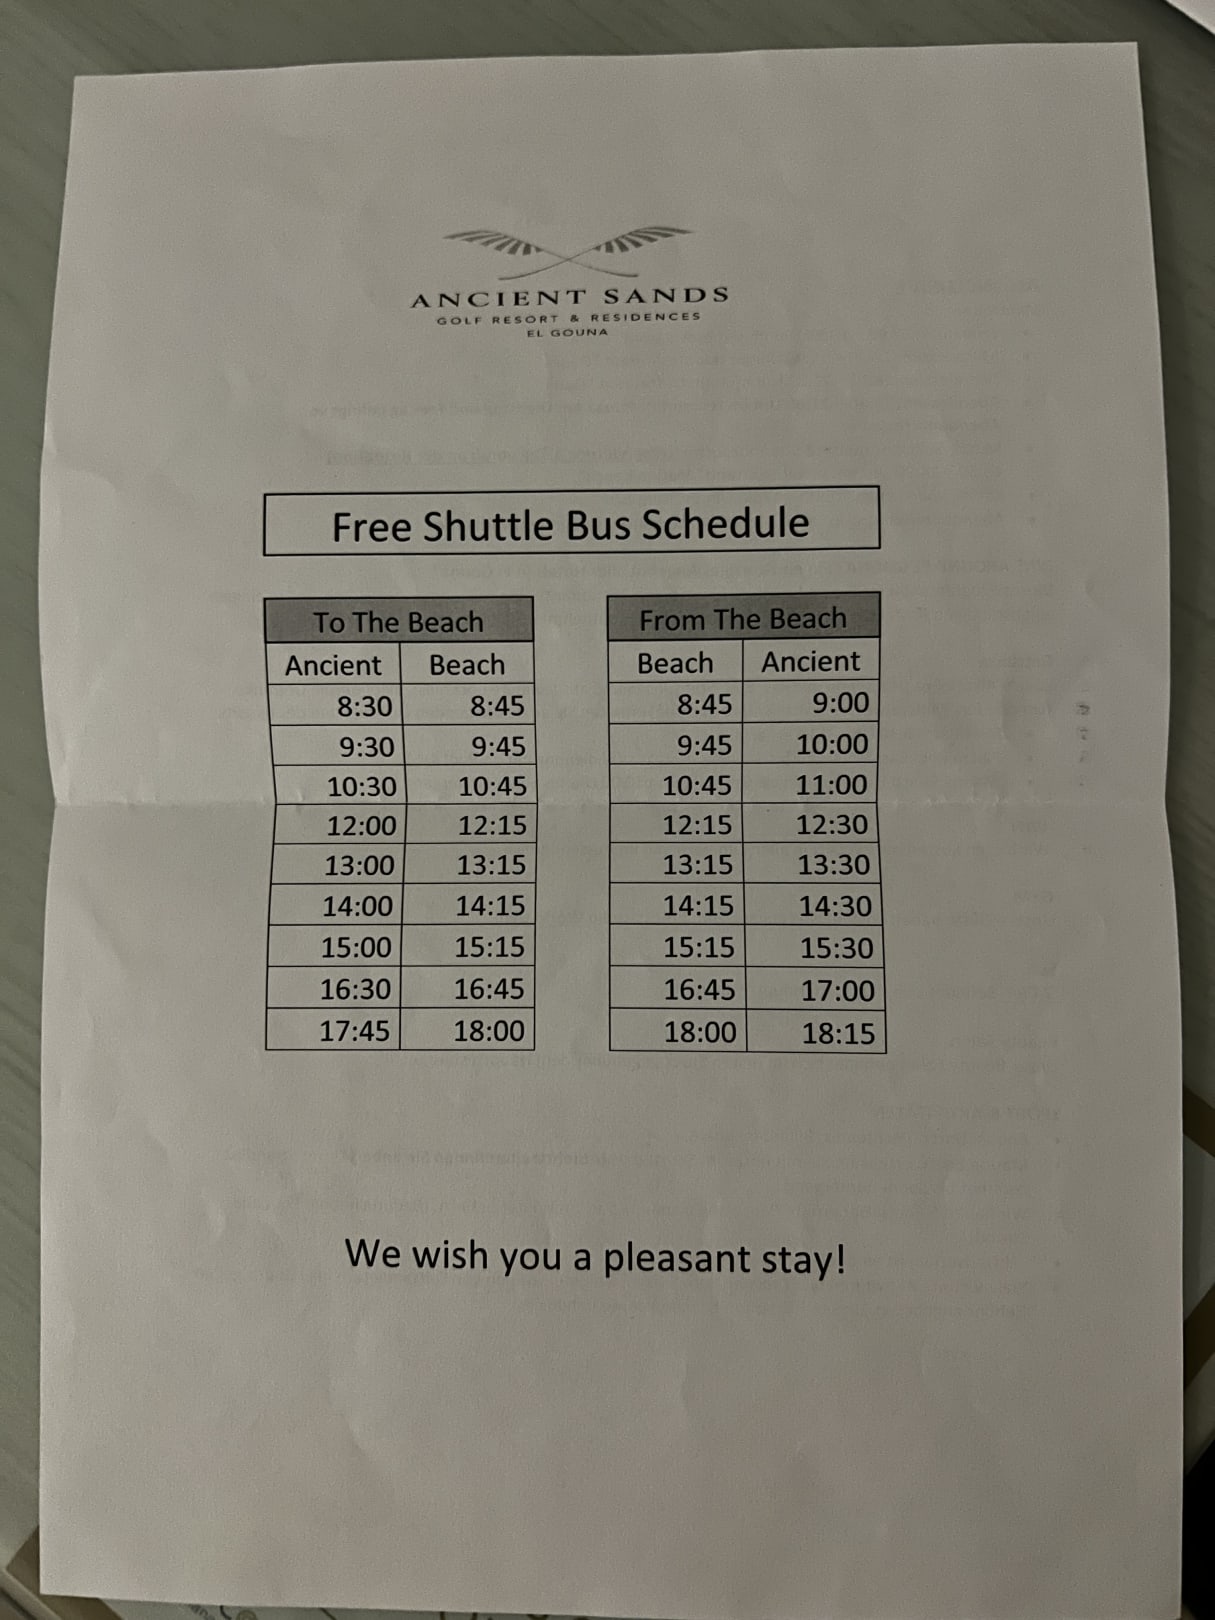 ANCIENT SANDS
GOLF RESORT & RESIDENCES
EL GOUNA
Free Shuttle Bus Schedule
To The Beach
Ancient Beach
8:30 8:45
9:30 9:45
10:30 10:45
12:00 12:15
13:00 13:15
14:00 14:15
15:00 15:15
16:30 16:45
17:45 18:00
From The Beach
Beach Ancient
8:45 9:00
9:45 10:00
10:45 11:00
12:15 12:30
13:15 13:30
14:15 14:30
15:15 15:30
16:45 17:00
18:00 18:15
We wish you a pleasant stay!